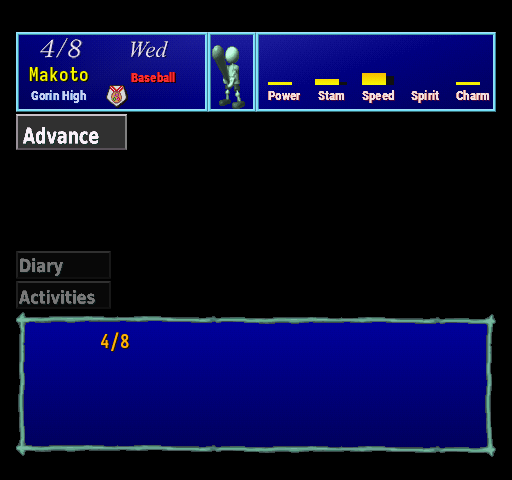 4/8 Wed
Makoto Baseball
Gorin High
Power Stam Speed Spirit Charm
Advance
Diary
Activities
4/8